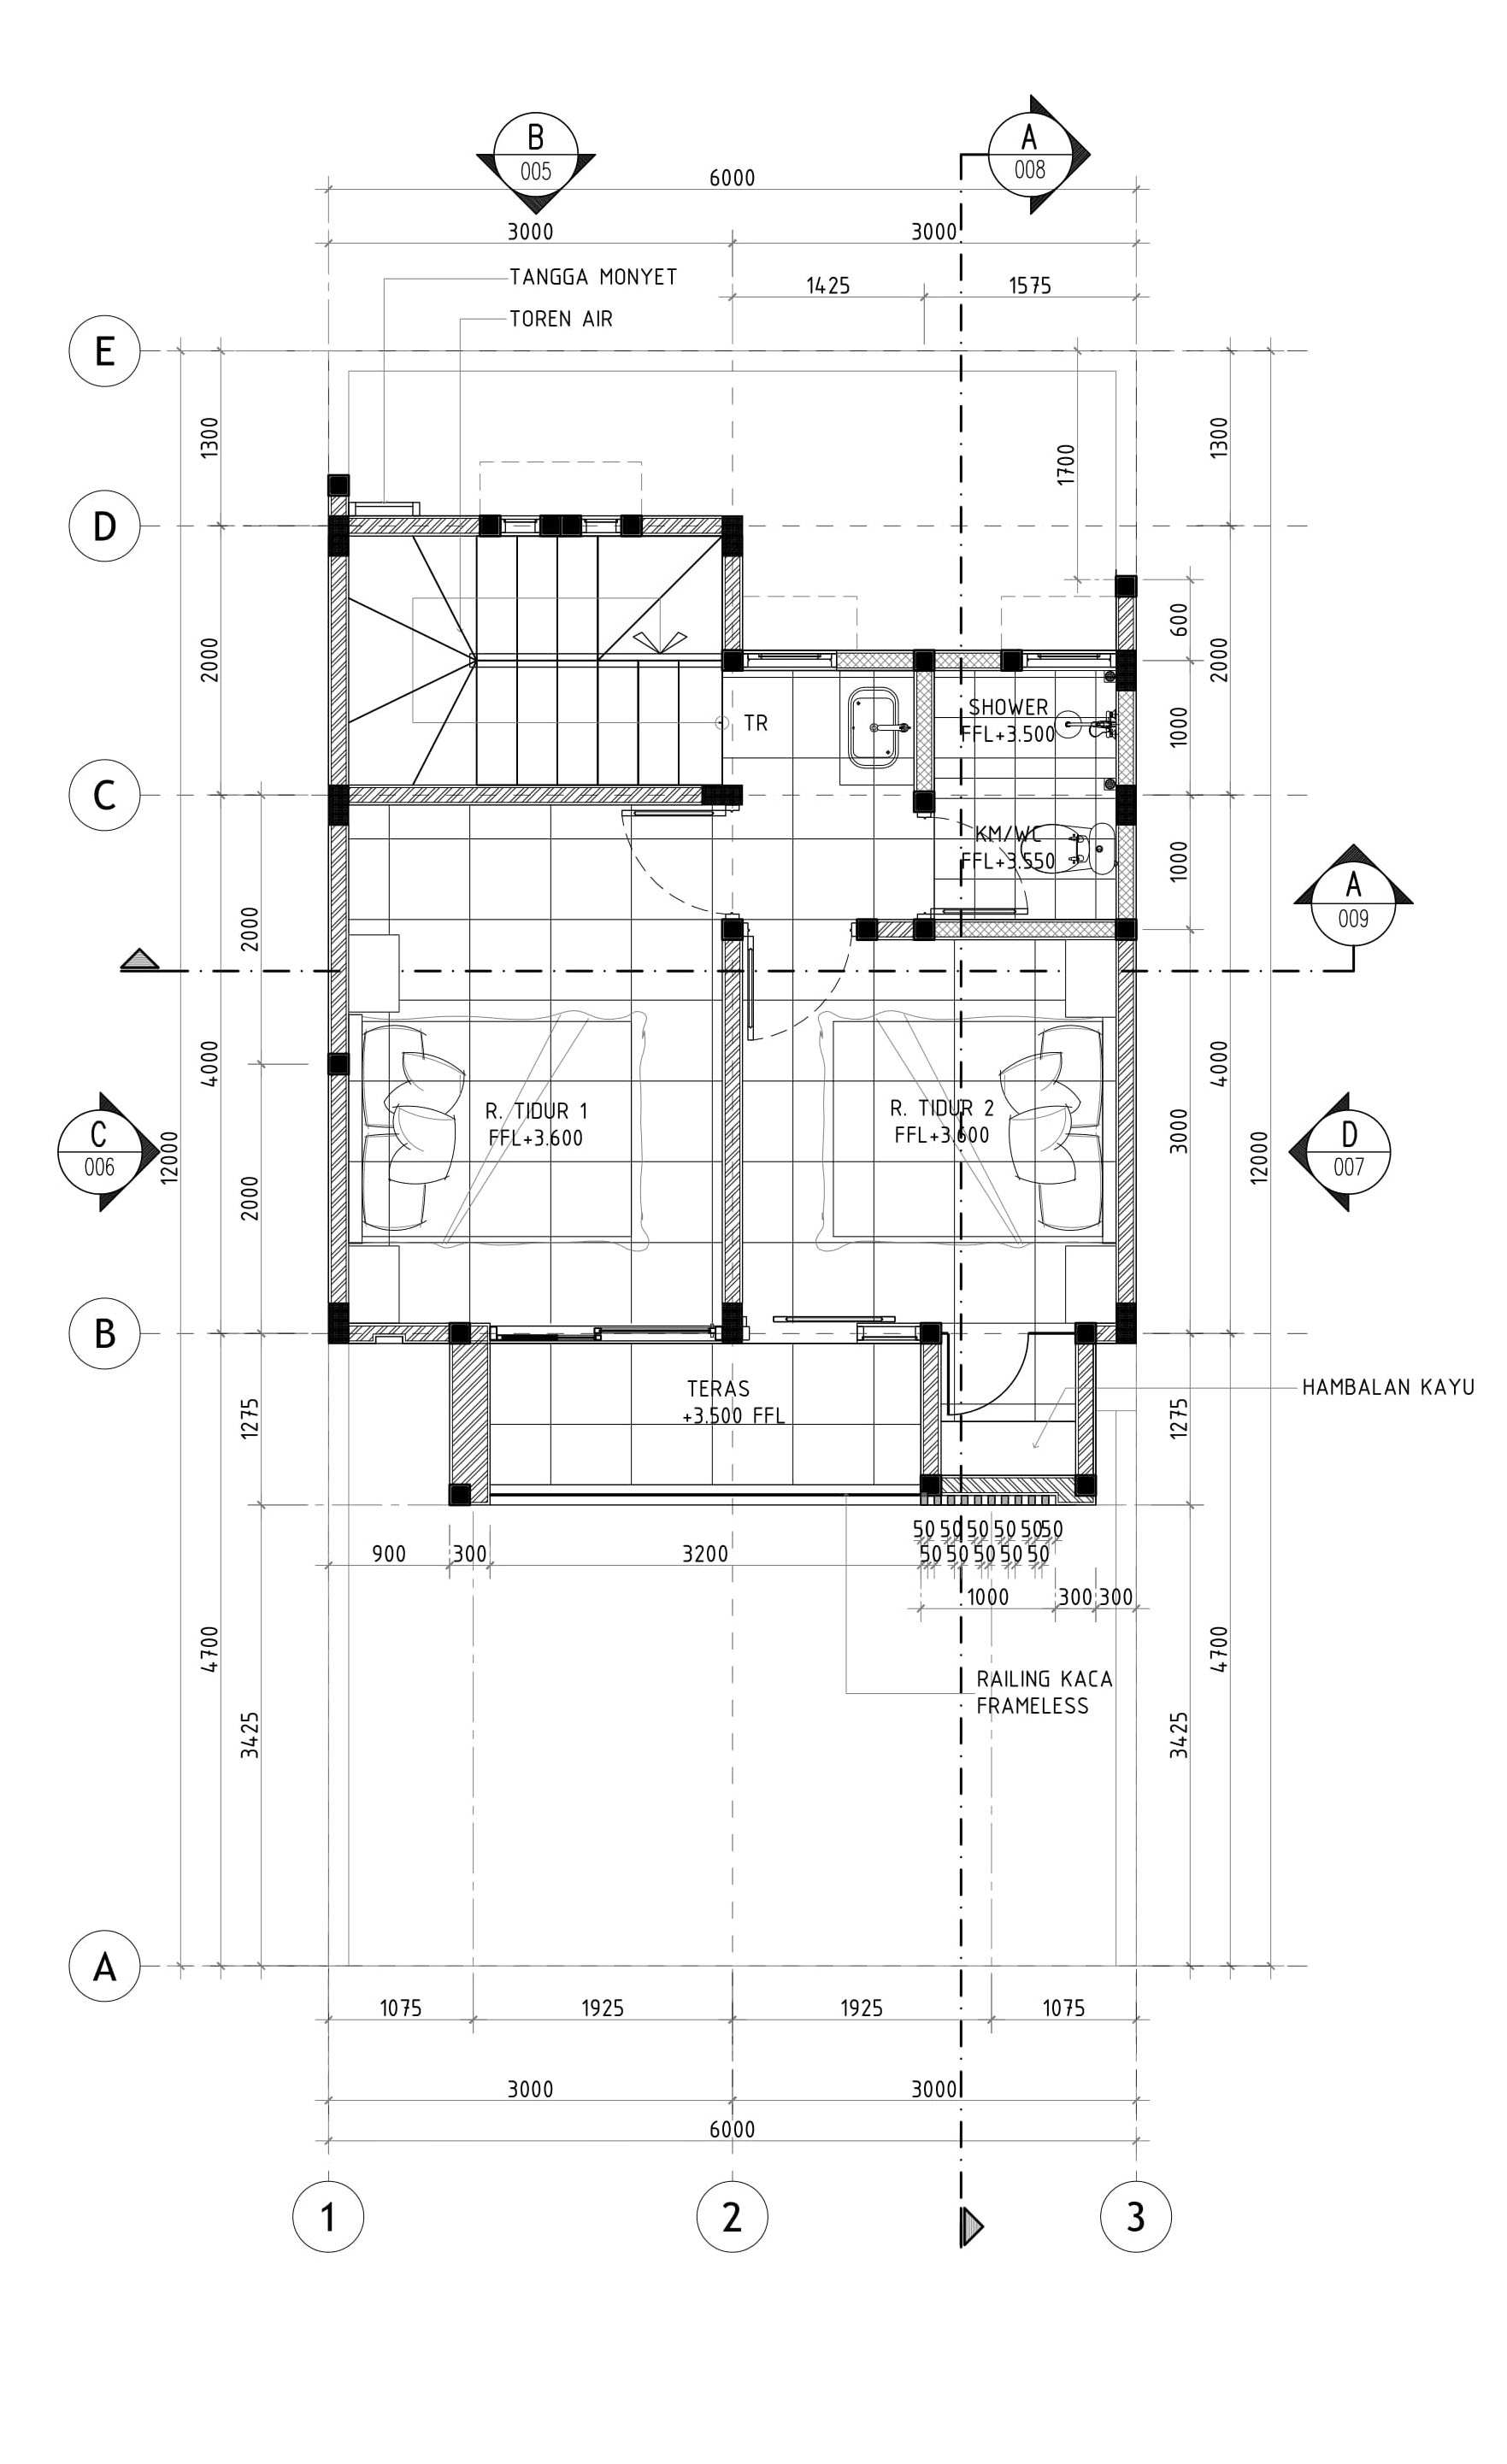 B
005
A
008
6000
3000
3000
TANGGA MONYET
1425
1575
TOREN AIR
E
1300
1700
1300
D
2000
600
2000
SHOWER
FFL+3.500
TR
1000
C
KM/WC
FFL+3.550
1000
A
009
2000
4000
4000
R. TIDUR 1
FFL+3.600
R. TIDUR 2
FFL+3.600
C
006
12000
3000
12000
D
007
2000
B
TERAS
+3.500 FFL
HAMBALAN KAYU
1275
1275
50 50 50 50 50 50
900
300
3200
50 50 50 50 50
1000
300
300
4700
4700
RAILING KACA
FRAMELESS
3425
3425
A
1075
1925
1925
1075
3000
3000
6000
1
2
3